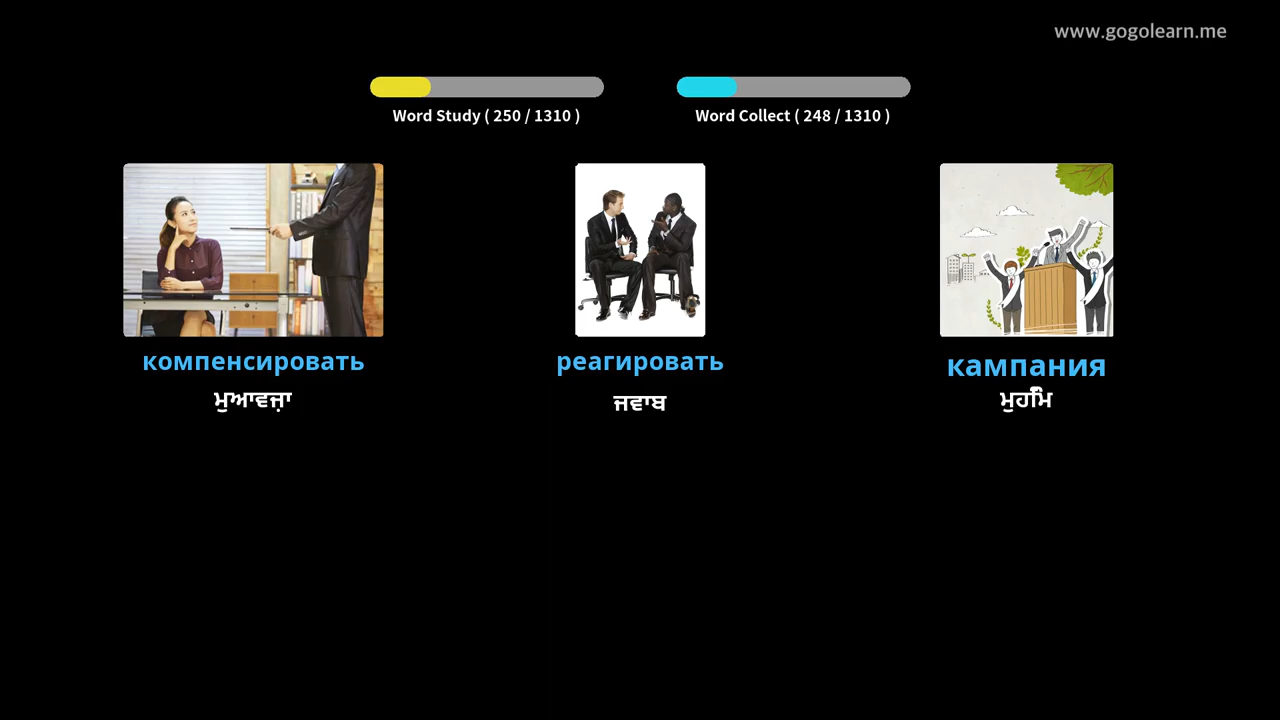 www.gogolearn.me
Word Study ( 250 / 1310 )
Word Collect ( 248 / 1310 )
компенсировать
реагировать
кампания
ਮੁਆਵਜ਼ਾ
ਜਵਾਬ
ਮੁਹਿੰਮ